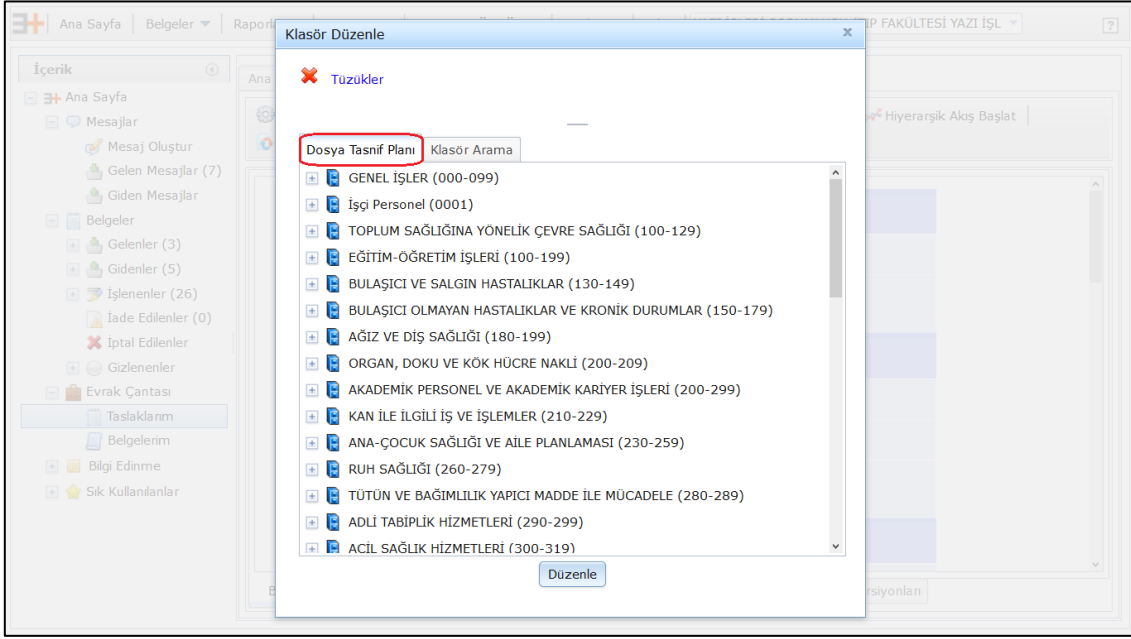 Ana Sayfa Belgeler
Klasör Düzenle
FAKÜLTESİ YAZI İŞL
?
x
Tüzükler
İçerik
Ana Sayfa
Mesajlar
Mesaj Oluştur
Gelen Mesajlar (7)
Giden Mesajlar
Belgeler
Gelenler (3)
Gidenler (5)
İşlenenler (26)
İade Edilenler (0)
İptal Edilenler
Gizlenenler
Evrak Çantası
Taslaklarım
Belgelerim
Bilgi Edinme
Sık Kullanılanlar
Ana
Hiyerarşik Akış Başlat
Dosya Tasnif Planı
Klasör Arama
GENEL İŞLER (000-099)
İşçi Personel (0001)
TOPLUM SAĞLIĞINA YÖNELİK ÇEVRE SAĞLIĞI (100-129)
EĞİTİM-ÖĞRETİM İŞLERİ (100-199)
BULAŞICI VE SALGIN HASTALIKLAR (130-149)
BULAŞICI OLMAYAN HASTALIKLAR VE KRONİK DURUMLAR (150-179)
AĞIZ VE DİŞ SAĞLIĞI (180-199)
ORGAN, DOKU VE KÖK HÜCRE NAKLİ (200-209)
AKADEMİK PERSONEL VE AKADEMİK KARİYER İŞLERİ (200-299)
KAN İLE İLGİLİ İŞ VE İŞLEMLER (210-229)
ANA-ÇOCUK SAĞLIĞI VE AİLE PLANLAMASI (230-259)
RUH SAĞLIĞI (260-279)
TÜTÜN VE BAĞIMLILIK YAPICI MADDE İLE MÜCADELE (280-289)
ADLİ TABİPLİK HİZMETLERİ (290-299)
ACİL SAĞLIK HİZMETLERİ (300-319)
Düzenle